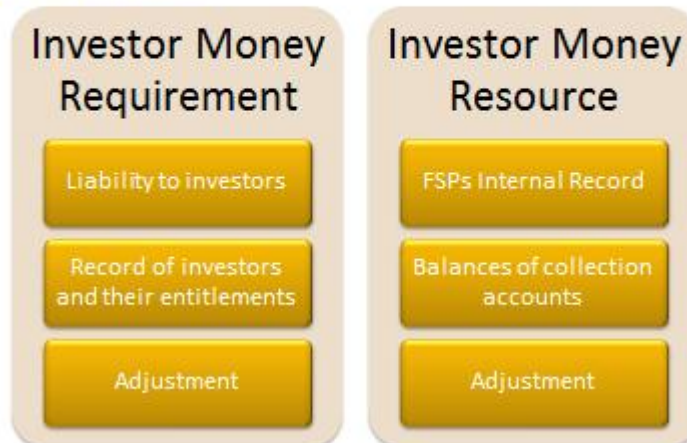 Investor Money
Requirement
Liability to investors
Record of investors
and their entitlements
Adjustment
Investor Money
Resource
FSPs Internal Record
Balances of collection
accounts
Adjustment